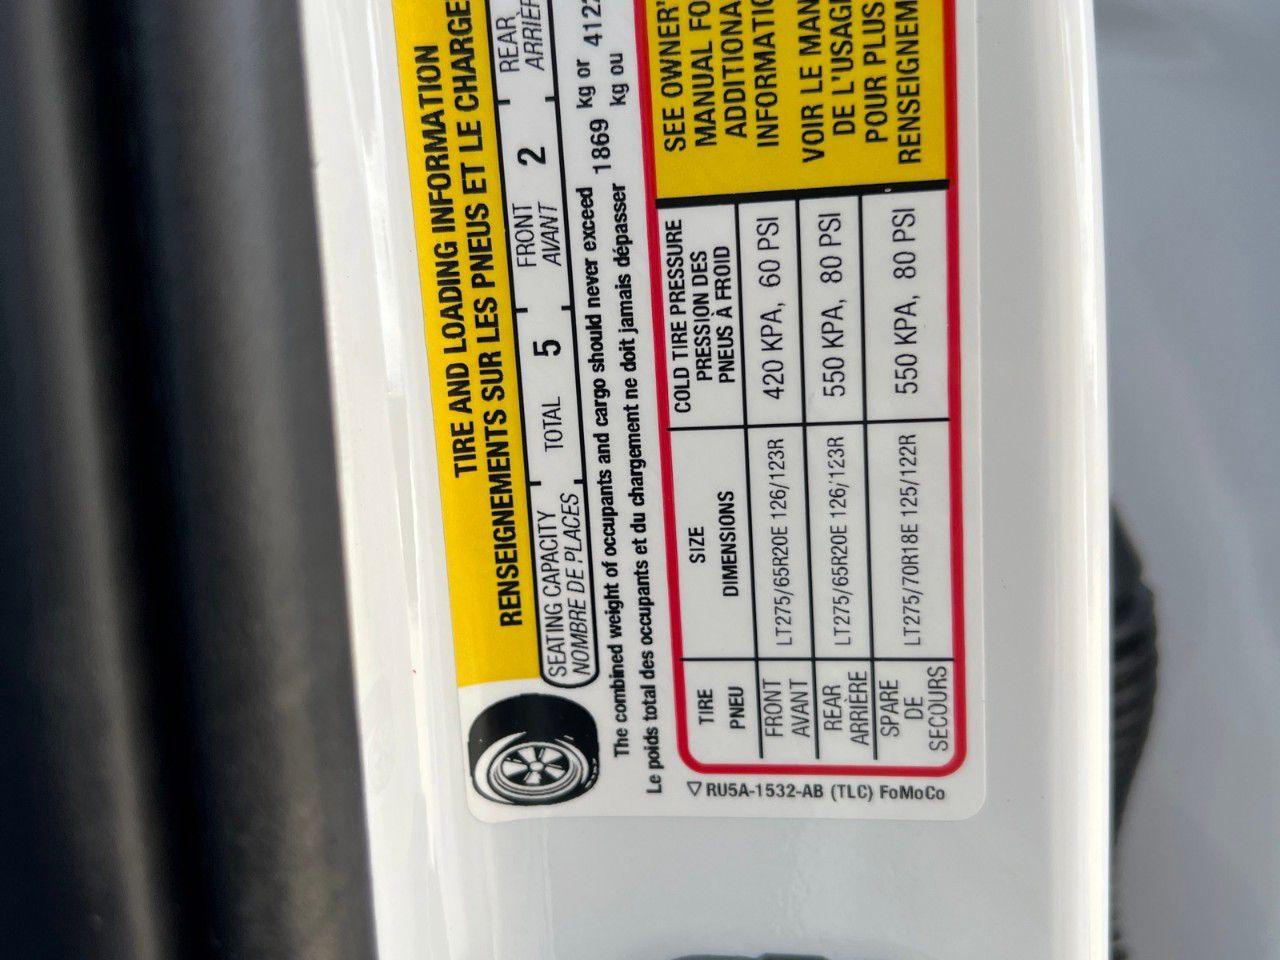 TIRE AND LOADING INFORMATION
RENSEIGNEMENTS SUR LES PNEUS ET LE CHARGE
SEATING CAPACITY TOTAL 5 FRONT 2 REAR
NOMBRE DE PLACES AVANT
The combined weight of occupants and cargo should never exceed 1869 kg or
Le poids total des occupants et du chargement ne doit jamais dépasser kg ou
TIRE SIZE COLD TIRE PRESSURE
PNEU DIMENSIONS PRESSION DES
PNEUS À FROID
FRONT LT275/65R20E 126/123R 420 KPA, 60 PSI
AVANT
REAR LT275/65R20E 126/123R 550 KPA, 80 PSI
ARRIÈRE
SPARE LT275/70R18E 125/122R 550 KPA, 80 PSI
DE
SECOURS
SEE OWNER'
MANUAL FO
ADDITIONA
INFORMATIO
VOIR LE MAN
DE L'USAG
POUR PLUS
RENSEIGNEM
RU5A-1532-AB (TLC) FoMoCo